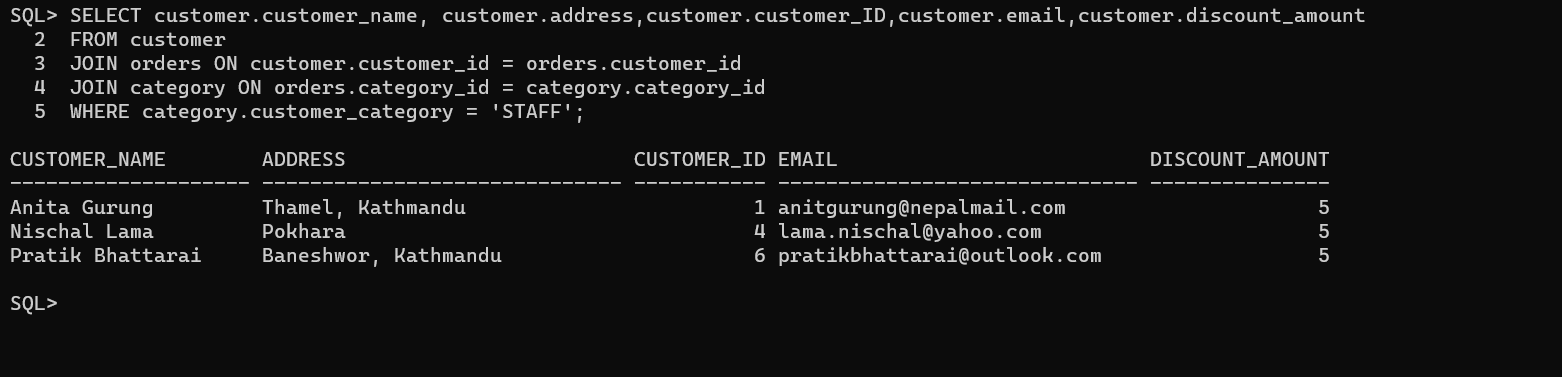 SQL> SELECT customer.customer_name, customer.address,customer.customer_ID,customer.email,customer.discount_amount
  2  FROM customer
  3  JOIN orders ON customer.customer_id = orders.customer_id
  4  JOIN category ON orders.category_id = category.category_id
  5  WHERE category.customer_category = 'STAFF';

CUSTOMER_NAME        ADDRESS                        CUSTOMER_ID EMAIL                          DISCOUNT_AMOUNT
-------------------- ------------------------------ ----------- ------------------------------ ---------------
Anita Gurung         Thamel, Kathmandu                        1 anitgurung@nepalmail.com                     5
Nischal Lama         Pokhara                                  4 lama.nischal@yahoo.com                       5
Pratik Bhattarai     Baneshwor, Kathmandu                     6 pratikbhattarai@outlook.com                  5

SQL>